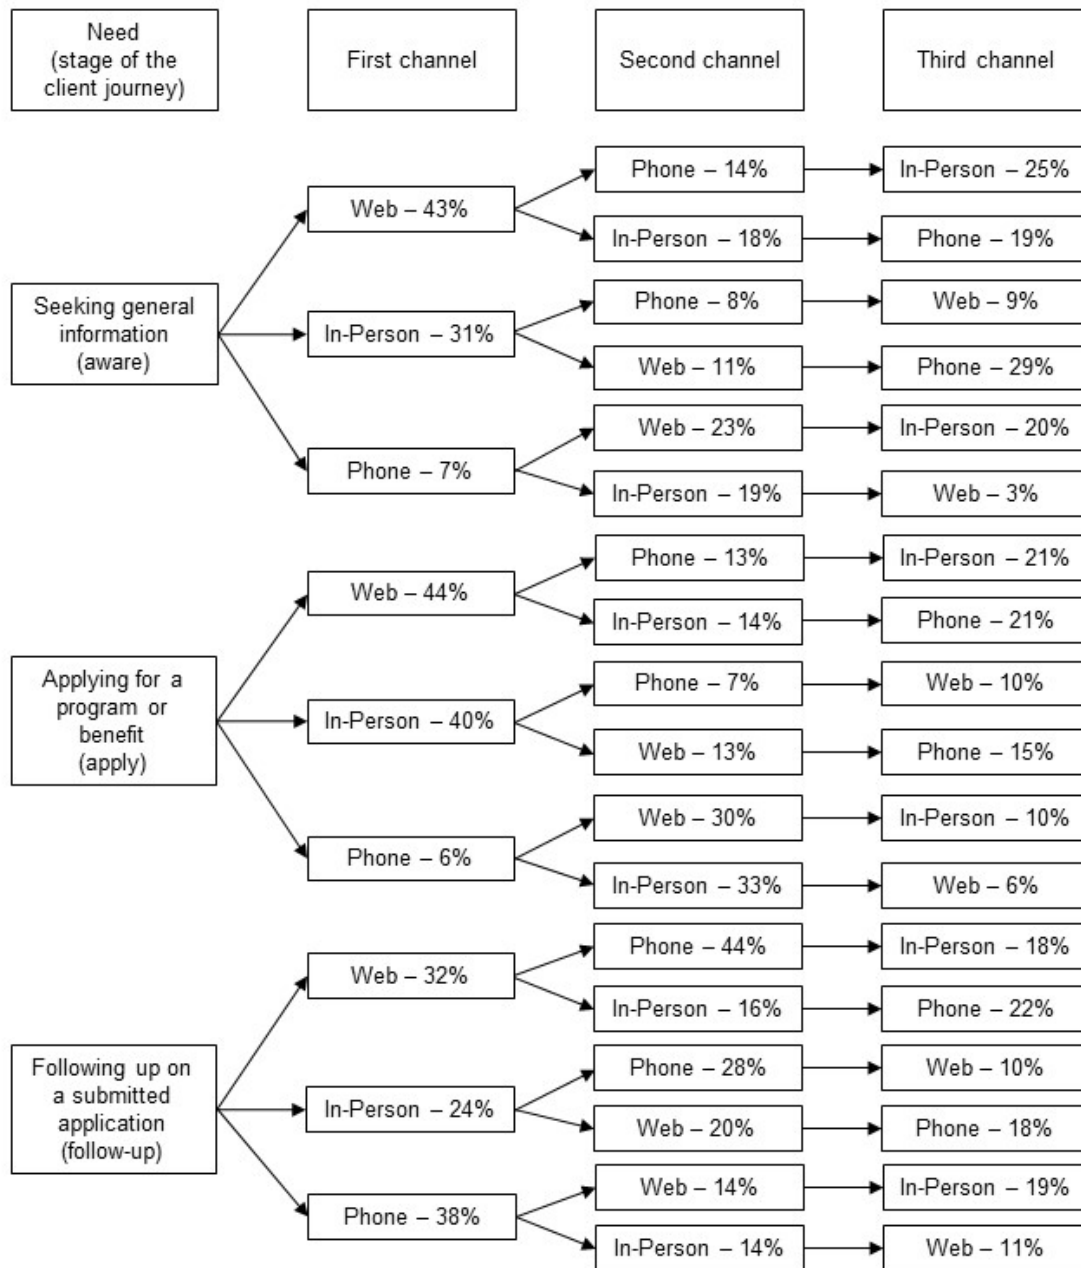 Need
(stage of the
client journey)
First channel
Second channel
Third channel
Seeking general
information
(aware)
Web – 43%
Phone – 14%
In-Person – 25%
In-Person – 18%
Phone – 19%
In-Person – 31%
Phone – 8%
Web – 9%
Web – 11%
Phone – 29%
Phone – 7%
Web – 23%
In-Person – 20%
In-Person – 19%
Web – 3%
Applying for a
program or
benefit
(apply)
Web – 44%
Phone – 13%
In-Person – 21%
In-Person – 14%
Phone – 21%
In-Person – 40%
Phone – 7%
Web – 10%
Web – 13%
Phone – 15%
Phone – 6%
Web – 30%
In-Person – 10%
In-Person – 33%
Web – 6%
Following up on
a submitted
application
(follow-up)
Web – 32%
Phone – 44%
In-Person – 18%
In-Person – 16%
Phone – 22%
In-Person – 24%
Phone – 28%
Web – 10%
Web – 20%
Phone – 18%
Phone – 38%
Web – 14%
In-Person – 19%
In-Person – 14%
Web – 11%